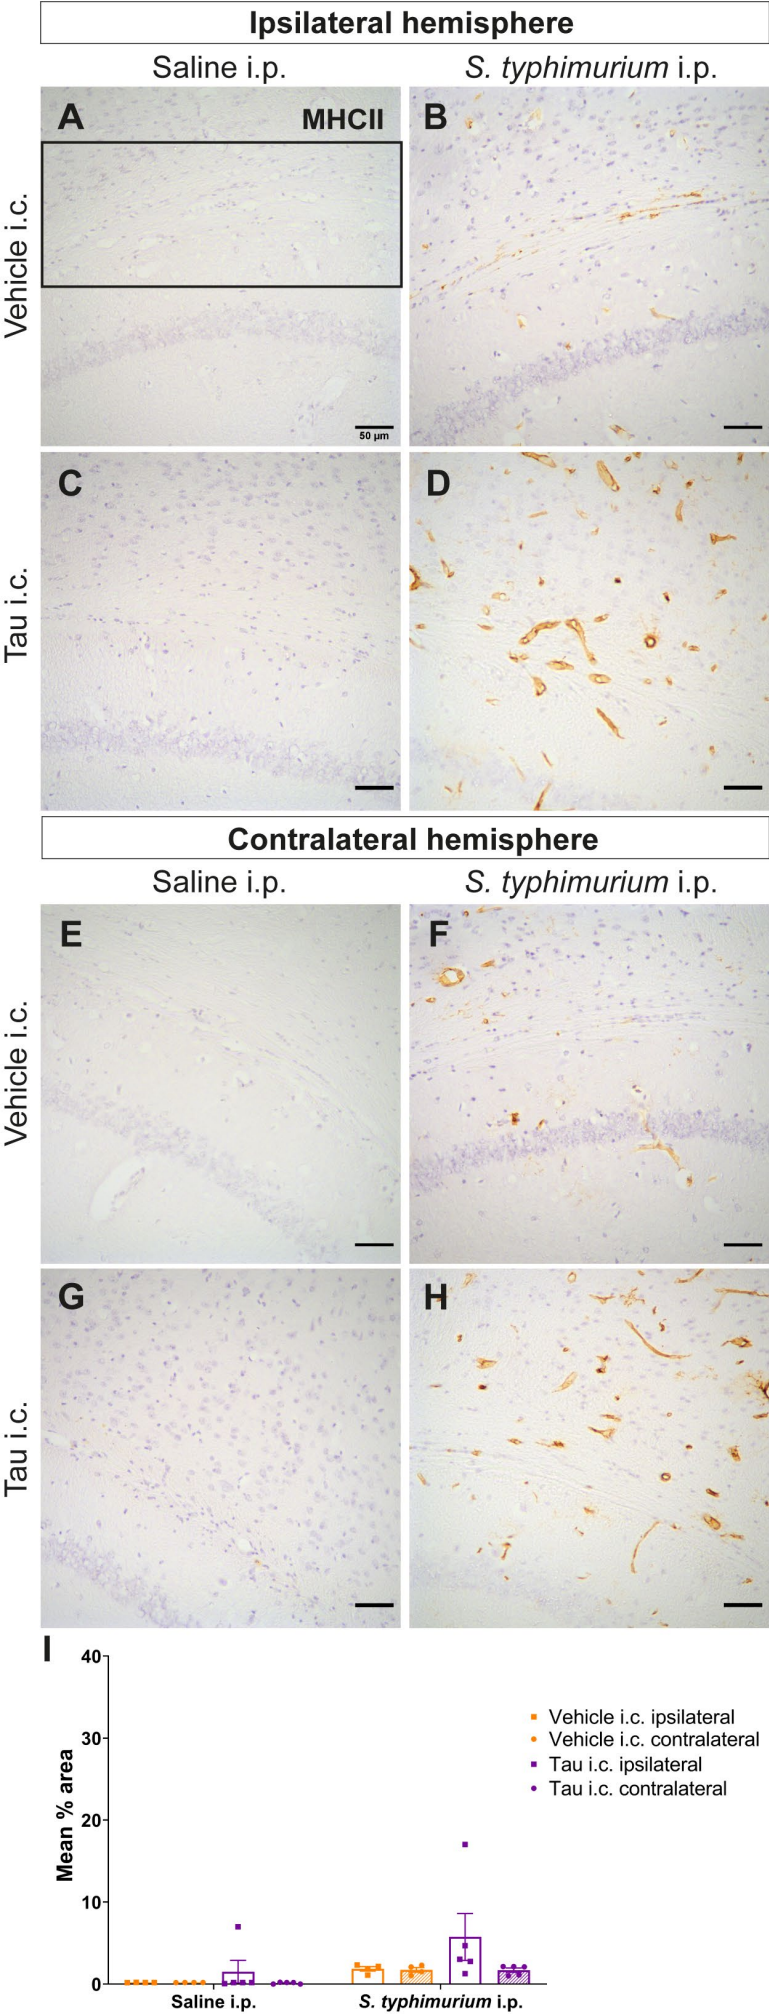 Ipsilateral hemisphere
Saline i.p. S. typhimurium i.p.
Vehicle i.c.
A MHCII B
50 µm
Tau i.c.
C D
Contralateral hemisphere
Saline i.p. S. typhimurium i.p.
Vehicle i.c.
E F
Tau i.c.
G H
I
Mean % area
40
30
20
10
0
Vehicle i.c. ipsilateral
Vehicle i.c. contralateral
Tau i.c. ipsilateral
Tau i.c. contralateral
Saline i.p. S. typhimurium i.p.